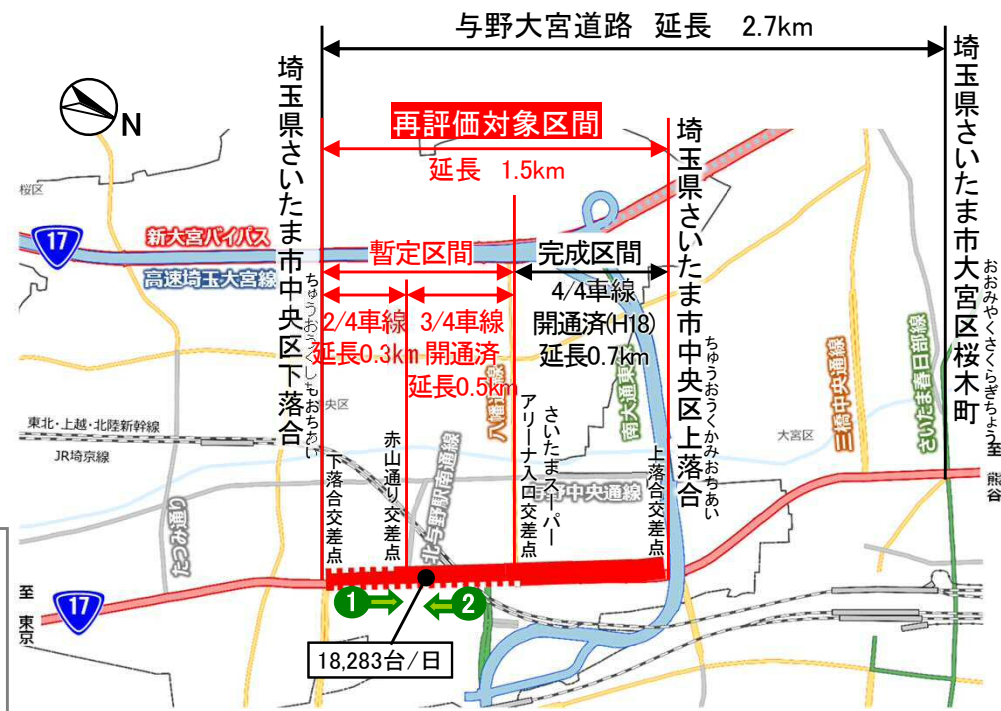 与野大宮道路 延長 2.7km
埼玉県さいたま市中央区下落合
ちゅうおうくしもおちあい
埼玉県さいたま市大宮区桜木町
おおみやくさくらぎちょう
N
再評価対象区間
延長 1.5km
埼玉県さいたま市中央区上落合
ちゅうおうくかみおちあい
桜区
17
新大宮バイパス
高速埼玉大宮線
暫定区間
完成区間
2/4車線
延長0.3km
3/4車線
開通済
延長0.5km
4/4車線
開通済(H18)
延長0.7km
八幡通り線
南大通東線
三橋中央通線
さいたま春日部線
央区
大宮区
東北・上越・北陸新幹線
JR埼京線
たつみ通り
下落合交差点
赤山通り交差点
北与野駅南通線
さいたまスーパー
アリーナ入口交差点
与野中央通線
上落合交差点
至 熊谷
至 東京
17
1
2
18,283台/日